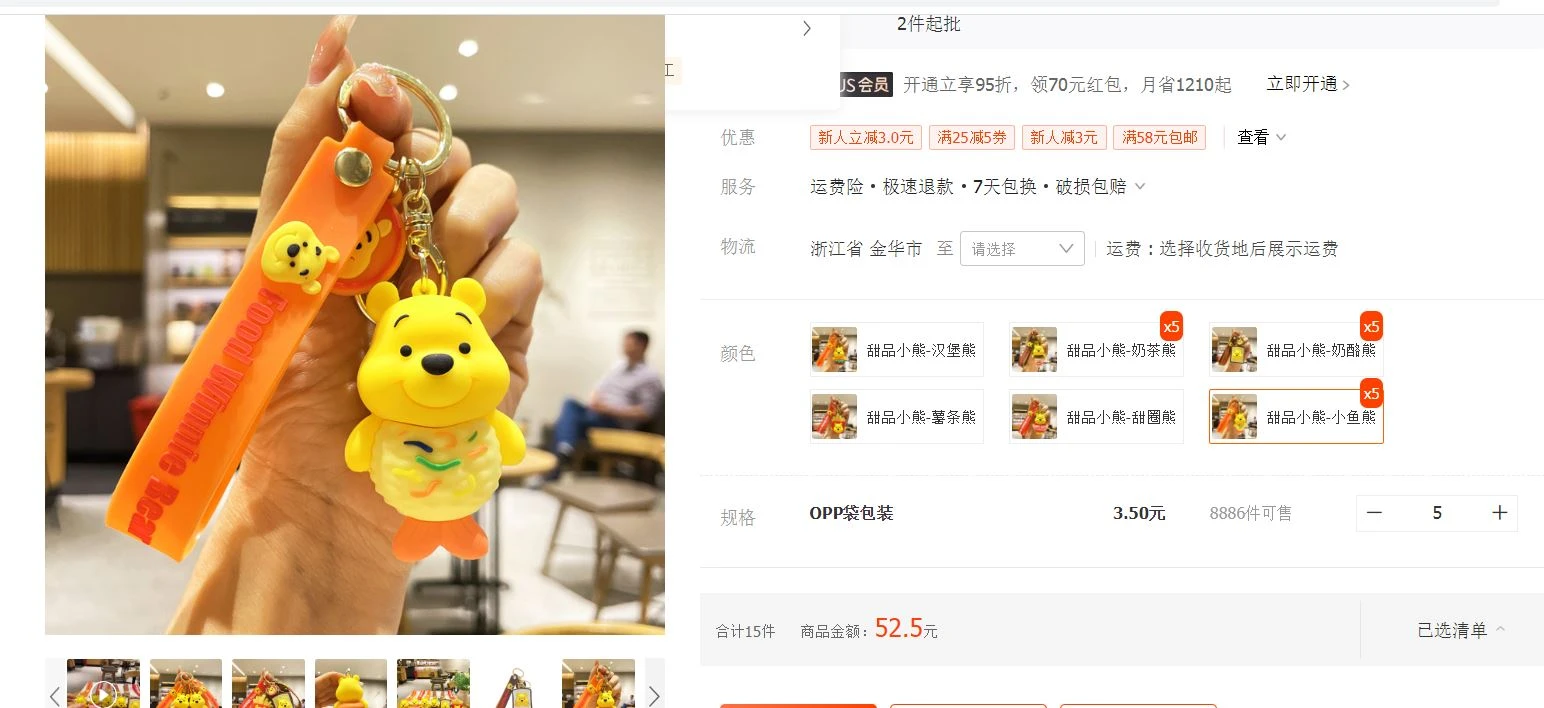 2件起批
工
US会员 开通立享95折，领70元红包，月省1210起 立即开通
优惠 新人立减3.0元 满25减5券 新人减3元 满58元包邮 查看
服务 运费险·极速退款·7天包换·破损包赔
物流 浙江省 金华市 至 请选择 运费：选择收货地后展示运费
颜色 甜品小熊-汉堡熊 甜品小熊-奶茶熊 x5 甜品小熊-奶酪熊 x5
甜品小熊-薯条熊 甜品小熊-甜圈熊 甜品小熊-小鱼熊 x5
规格 OPP袋包装 3.50元 8886件可售 － 5 ＋
合计15件 商品金额：52.5元 已选清单
Food Winnie Bear